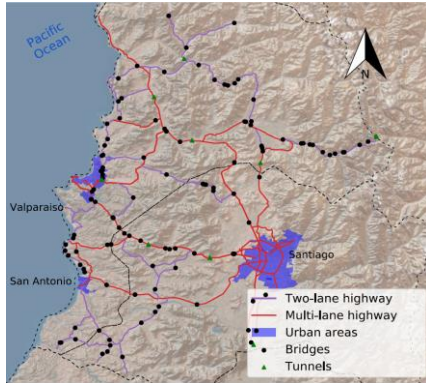 Pacific
Ocean
N
Valparaíso
Santiago
San Antonio
Two-lane highway
Multi-lane highway
Urban areas
Bridges
Tunnels